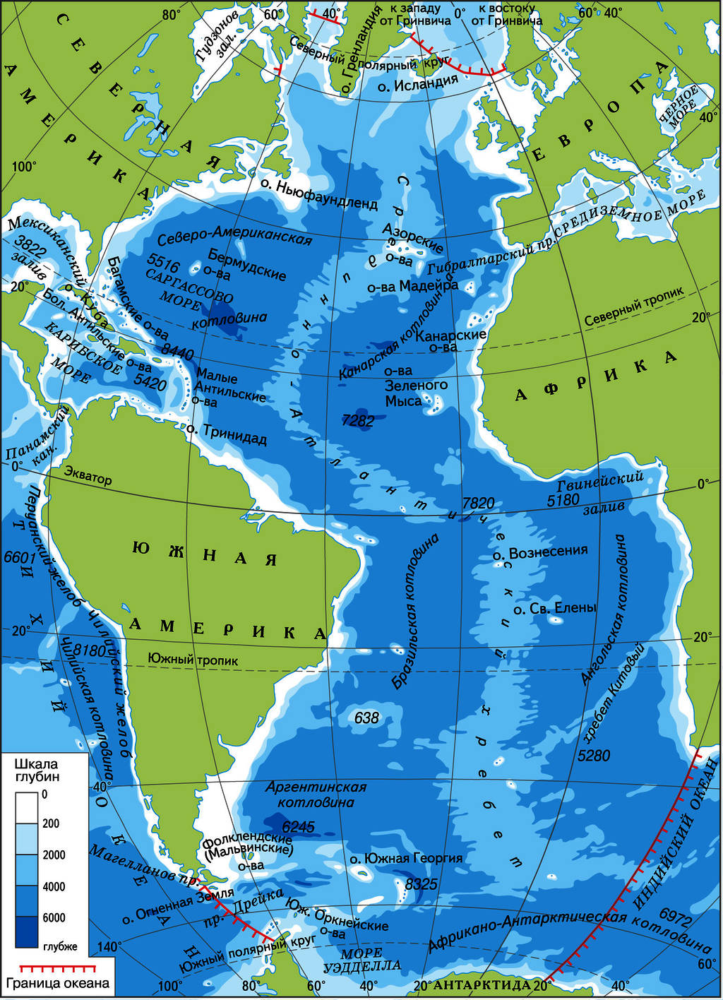 80°
60°
40°
к западу
от Гринвича
0°
к востоку
от Гринвича
60°
40°
СЕВЕРНАЯ
АМЕРИКА
Гудзонов
зал.
о. Гренландия
Северный полярный круг
о. Исландия
ЕВРОПА
ЧЕРНОЕ
МОРЕ
40°
100°
о. Ньюфаундленд
Северо-Американская
котловина
Мексиканский
залив
3822
5516
Бермудские
о-ва
САРГАССОВО
МОРЕ
Азорские
о-ва
СРЕДИЗЕМНОЕ МОРЕ
Гибралтарский пр.
о-ва Мадейра
Северный тропик
20°
20°
о. Куба
Багамские о-ва
Бол. Антильские о-ва
КАРИБСКОЕ
МОРЕ
8440
5420
Малые
Антильские
о-ва
Канарские
о-ва
Канарская котловина
о-ва
Зеленого
Мыса
7282
АФРИКА
Панамский
кан.
о. Тринидад
0°
Экватор
0°
Срединно-Атлантический хребет
7820
Гвинейский
залив
5180
Перуанский желоб
6601
ТИХИЙ ОКЕАН
ЮЖНАЯ
АМЕРИКА
Бразильская котловина
о. Вознесения
о. Св. Елены
Ангольская котловина
20°
8180
Чилийский желоб
Чилийская котловина
Южный тропик
20°
хребет Китовый
638
5280
Шкала
глубин
0
200
2000
4000
6000
глубже
Граница океана
40°
Аргентинская
котловина
6245
ИНДИЙСКИЙ ОКЕАН
Фолклендские
(Мальвинские)
о-ва
о. Южная Георгия
8325
Магелланов пр.
о. Огненная Земля
пр. Дрейка
Юж. Оркнейские
о-ва
Африкано-Антарктическая котловина
6972
140°
Южный полярный круг
МОРЕ
УЭДДЕЛЛА
60°
100°
80°
60°
40°
20°
АНТАРКТИДА
20°
40°